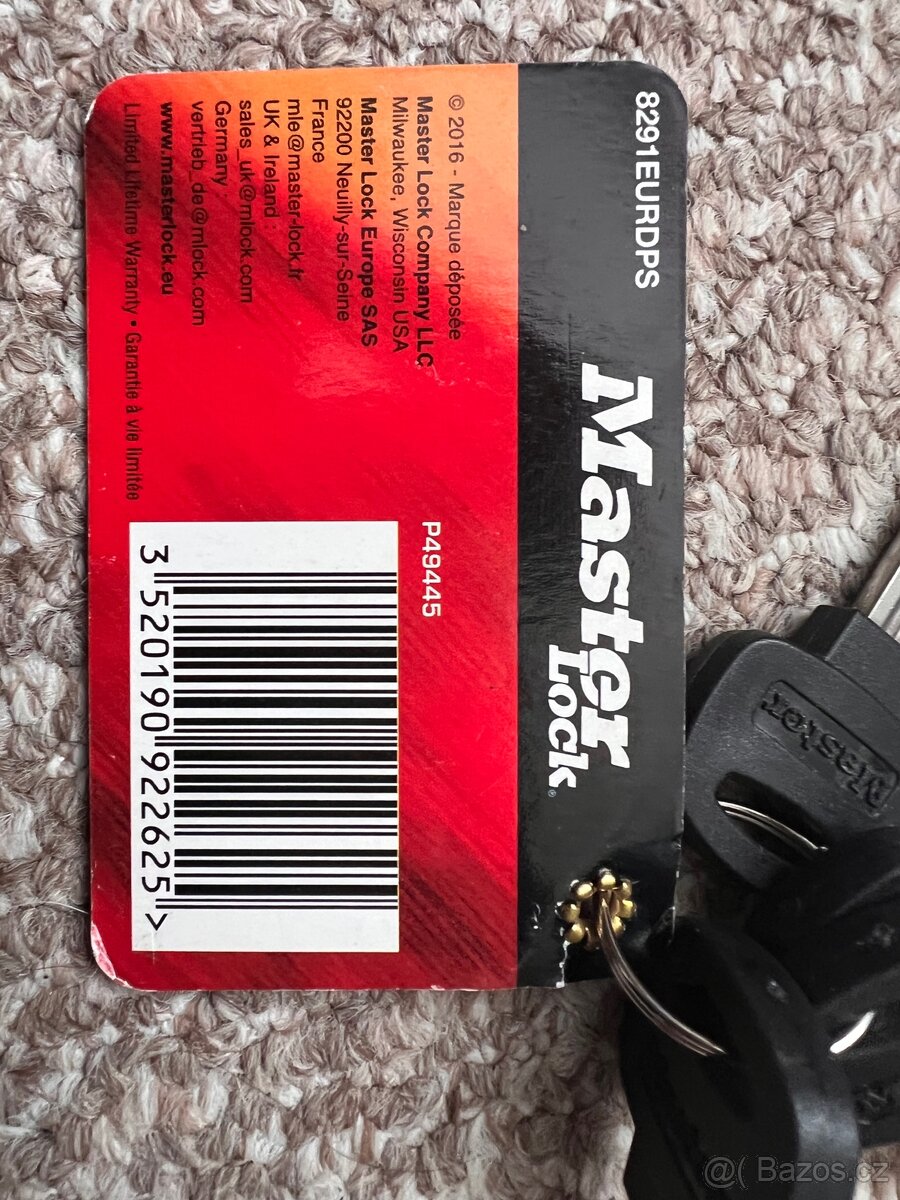 8291EURDPS
Master
Lock®
© 2016 - Marque déposée
Master Lock Company LLC
Milwaukee, Wisconsin USA
Master Lock Europe SAS
92200 Neuilly-sur-Seine
France
mle@master-lock.fr
UK & Ireland :
sales_uk@mlock.com
Germany
vertrieb_de@mlock.com
www.masterlock.eu
Limited Lifetime Warranty • Garantie à vie limitée
P49445
3 520190 922625 >
Master
@( Bazos.cz